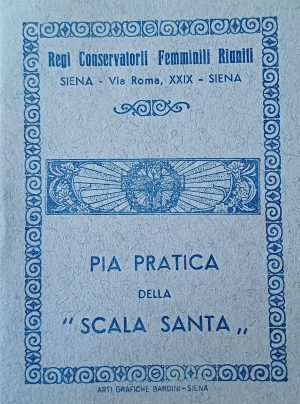 Regi Conservatorii Femminili Riuniti
SIENA - Via Roma, XXIX - SIENA
PIA PRATICA
DELLA
" SCALA SANTA „
ARTI GRAFICHE BARDINI - SIENA